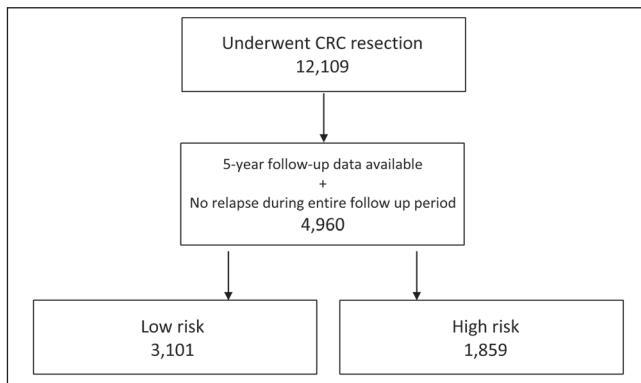 Underwent CRC resection
12,109
5-year follow-up data available
+
No relapse during entire follow up period
4,960
Low risk
3,101
High risk
1,859